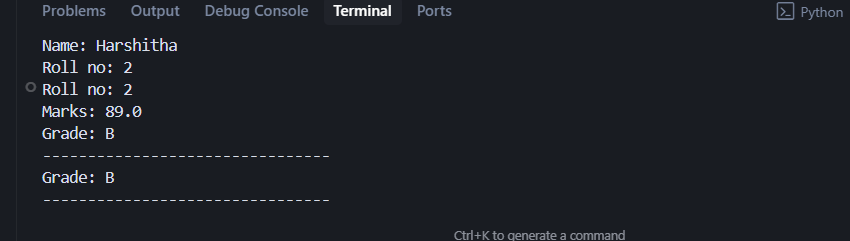 Problems Output Debug Console Terminal Ports Python
Name: Harshitha
Roll no: 2
Roll no: 2
Marks: 89.0
Grade: B
--------------------------------
Grade: B
--------------------------------
Ctrl+K to generate a command